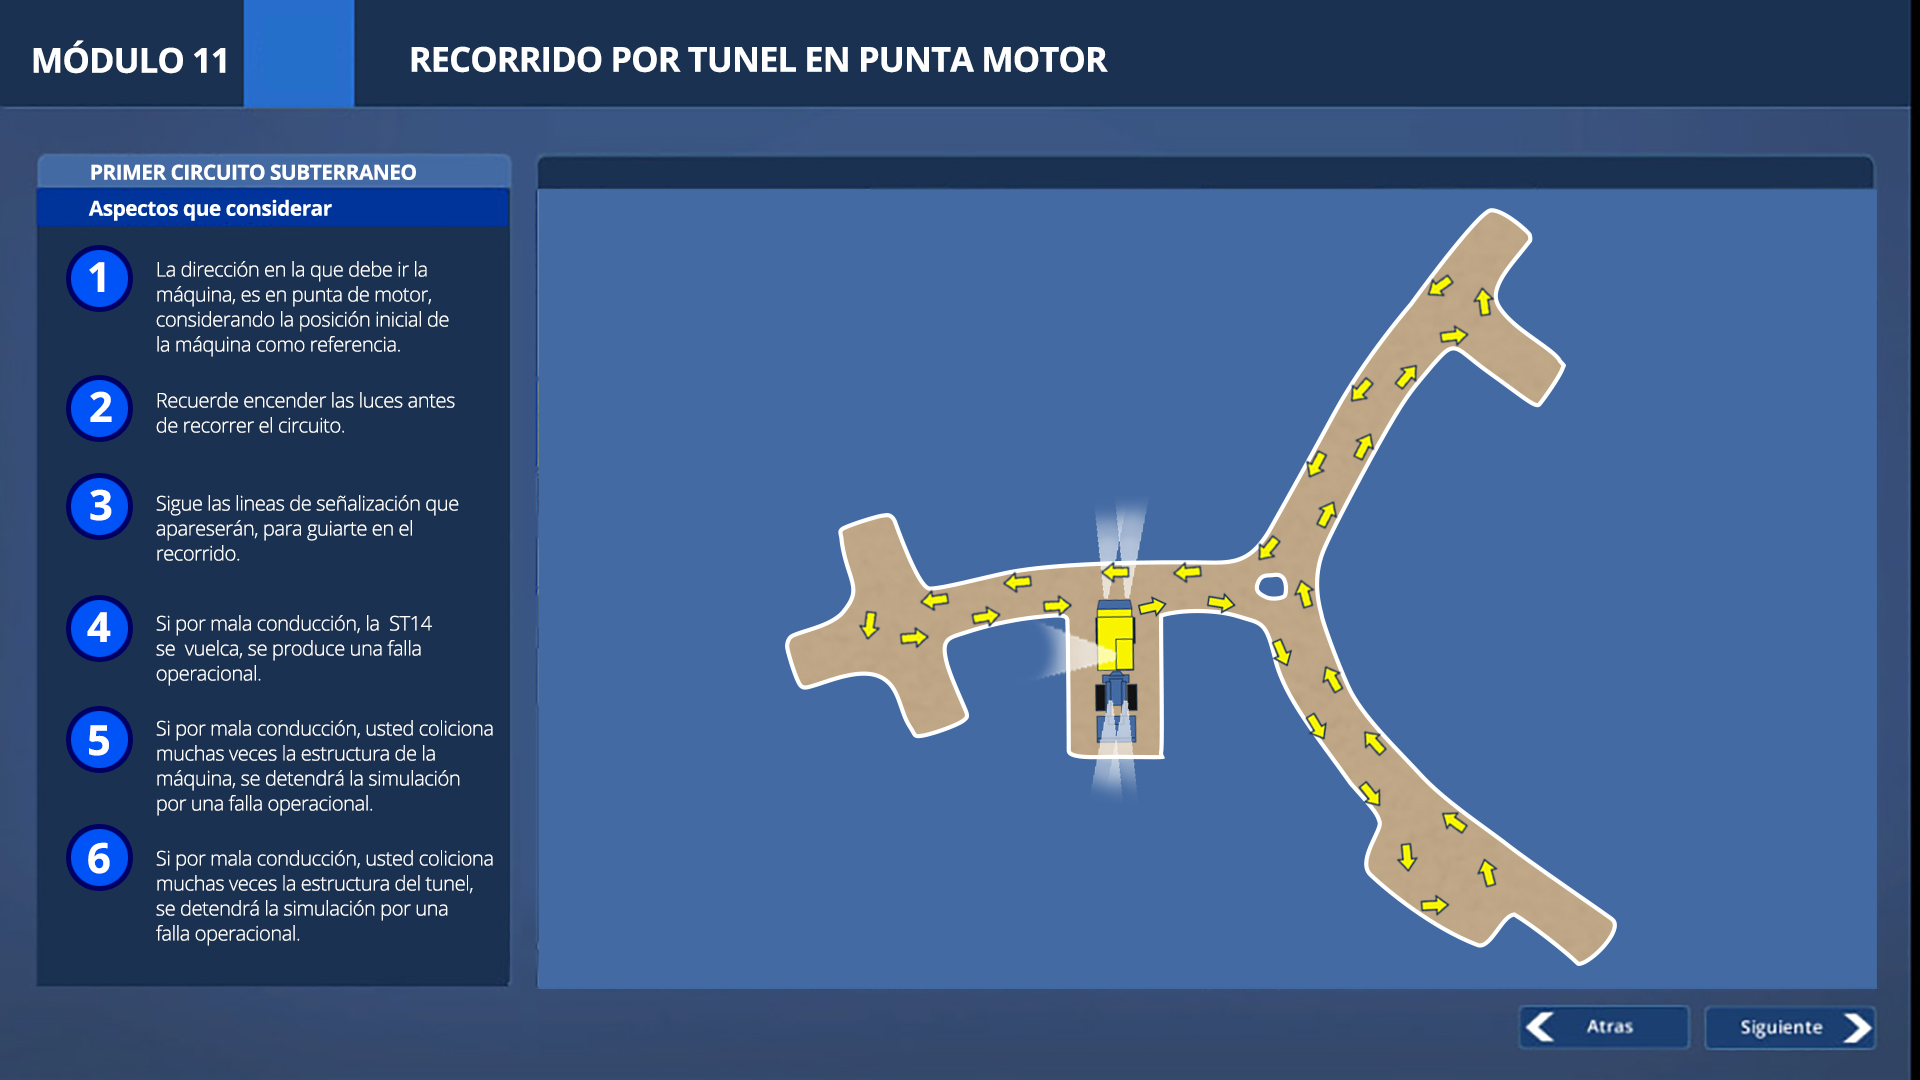 MÓDULO 11
RECORRIDO POR TUNEL EN PUNTA MOTOR
PRIMER CIRCUITO SUBTERRANEO
Aspectos que considerar
1
La dirección en la que debe ir la
máquina, es en punta de motor,
considerando la posición inicial de
la máquina como referencia.
2
Recuerde encender las luces antes
de recorrer el circuito.
3
Sigue las lineas de señalización que
apareserán, para guiarte en el
recorrido.
4
Si por mala conducción, la ST14
se vuelca, se produce una falla
operacional.
5
Si por mala conducción, usted coliciona
muchas veces la estructura de la
máquina, se detendrá la simulación
por una falla operacional.
6
Si por mala conducción, usted coliciona
muchas veces la estructura del tunel,
se detendrá la simulación por una
falla operacional.
Atras
Siguiente